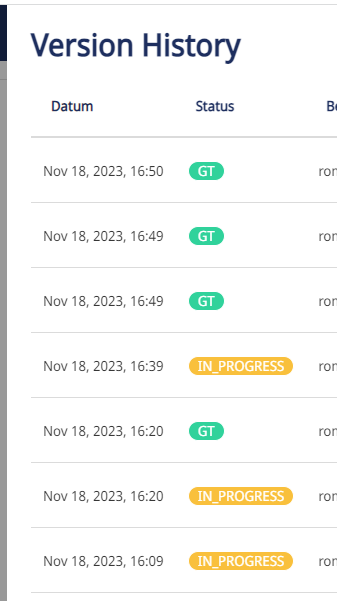 Version History
Datum Status Be
Nov 18, 2023, 16:50 GT ron
Nov 18, 2023, 16:49 GT ron
Nov 18, 2023, 16:49 GT ron
Nov 18, 2023, 16:39 IN_PROGRESS ron
Nov 18, 2023, 16:20 GT ron
Nov 18, 2023, 16:20 IN_PROGRESS ron
Nov 18, 2023, 16:09 IN_PROGRESS ron